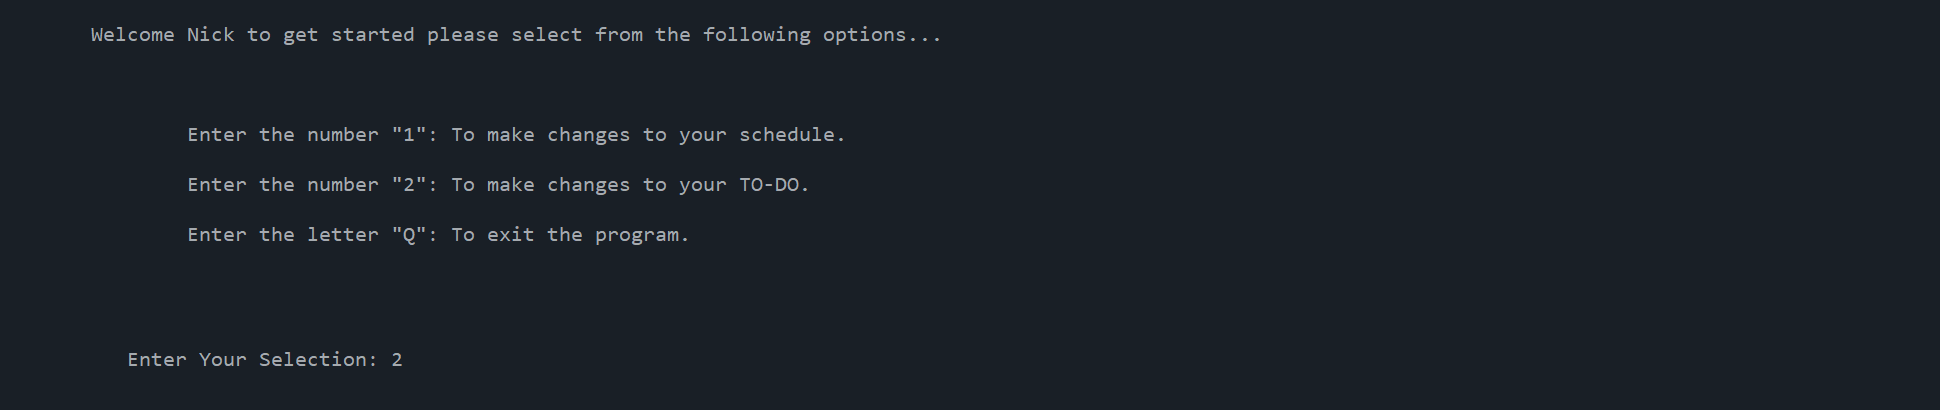 Welcome Nick to get started please select from the following options...
Enter the number "1": To make changes to your schedule.
Enter the number "2": To make changes to your TO-DO.
Enter the letter "Q": To exit the program.
Enter Your Selection: 2